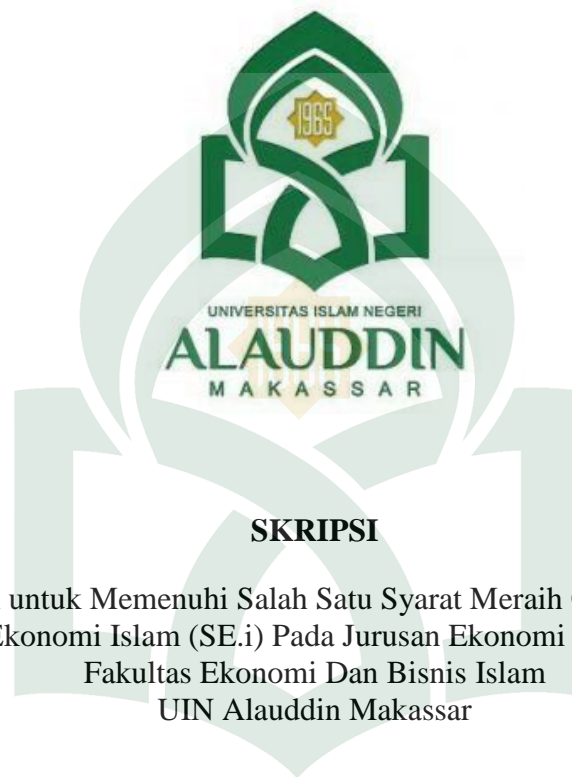 1965
UNIVERSITAS ISLAM NEGERI
ALAUDDIN
MAKASSAR
SKRIPSI
untuk Memenuhi Salah Satu Syarat Meraih
Ekonomi Islam (SE.i) Pada Jurusan Ekonomi
Fakultas Ekonomi Dan Bisnis Islam
UIN Alauddin Makassar